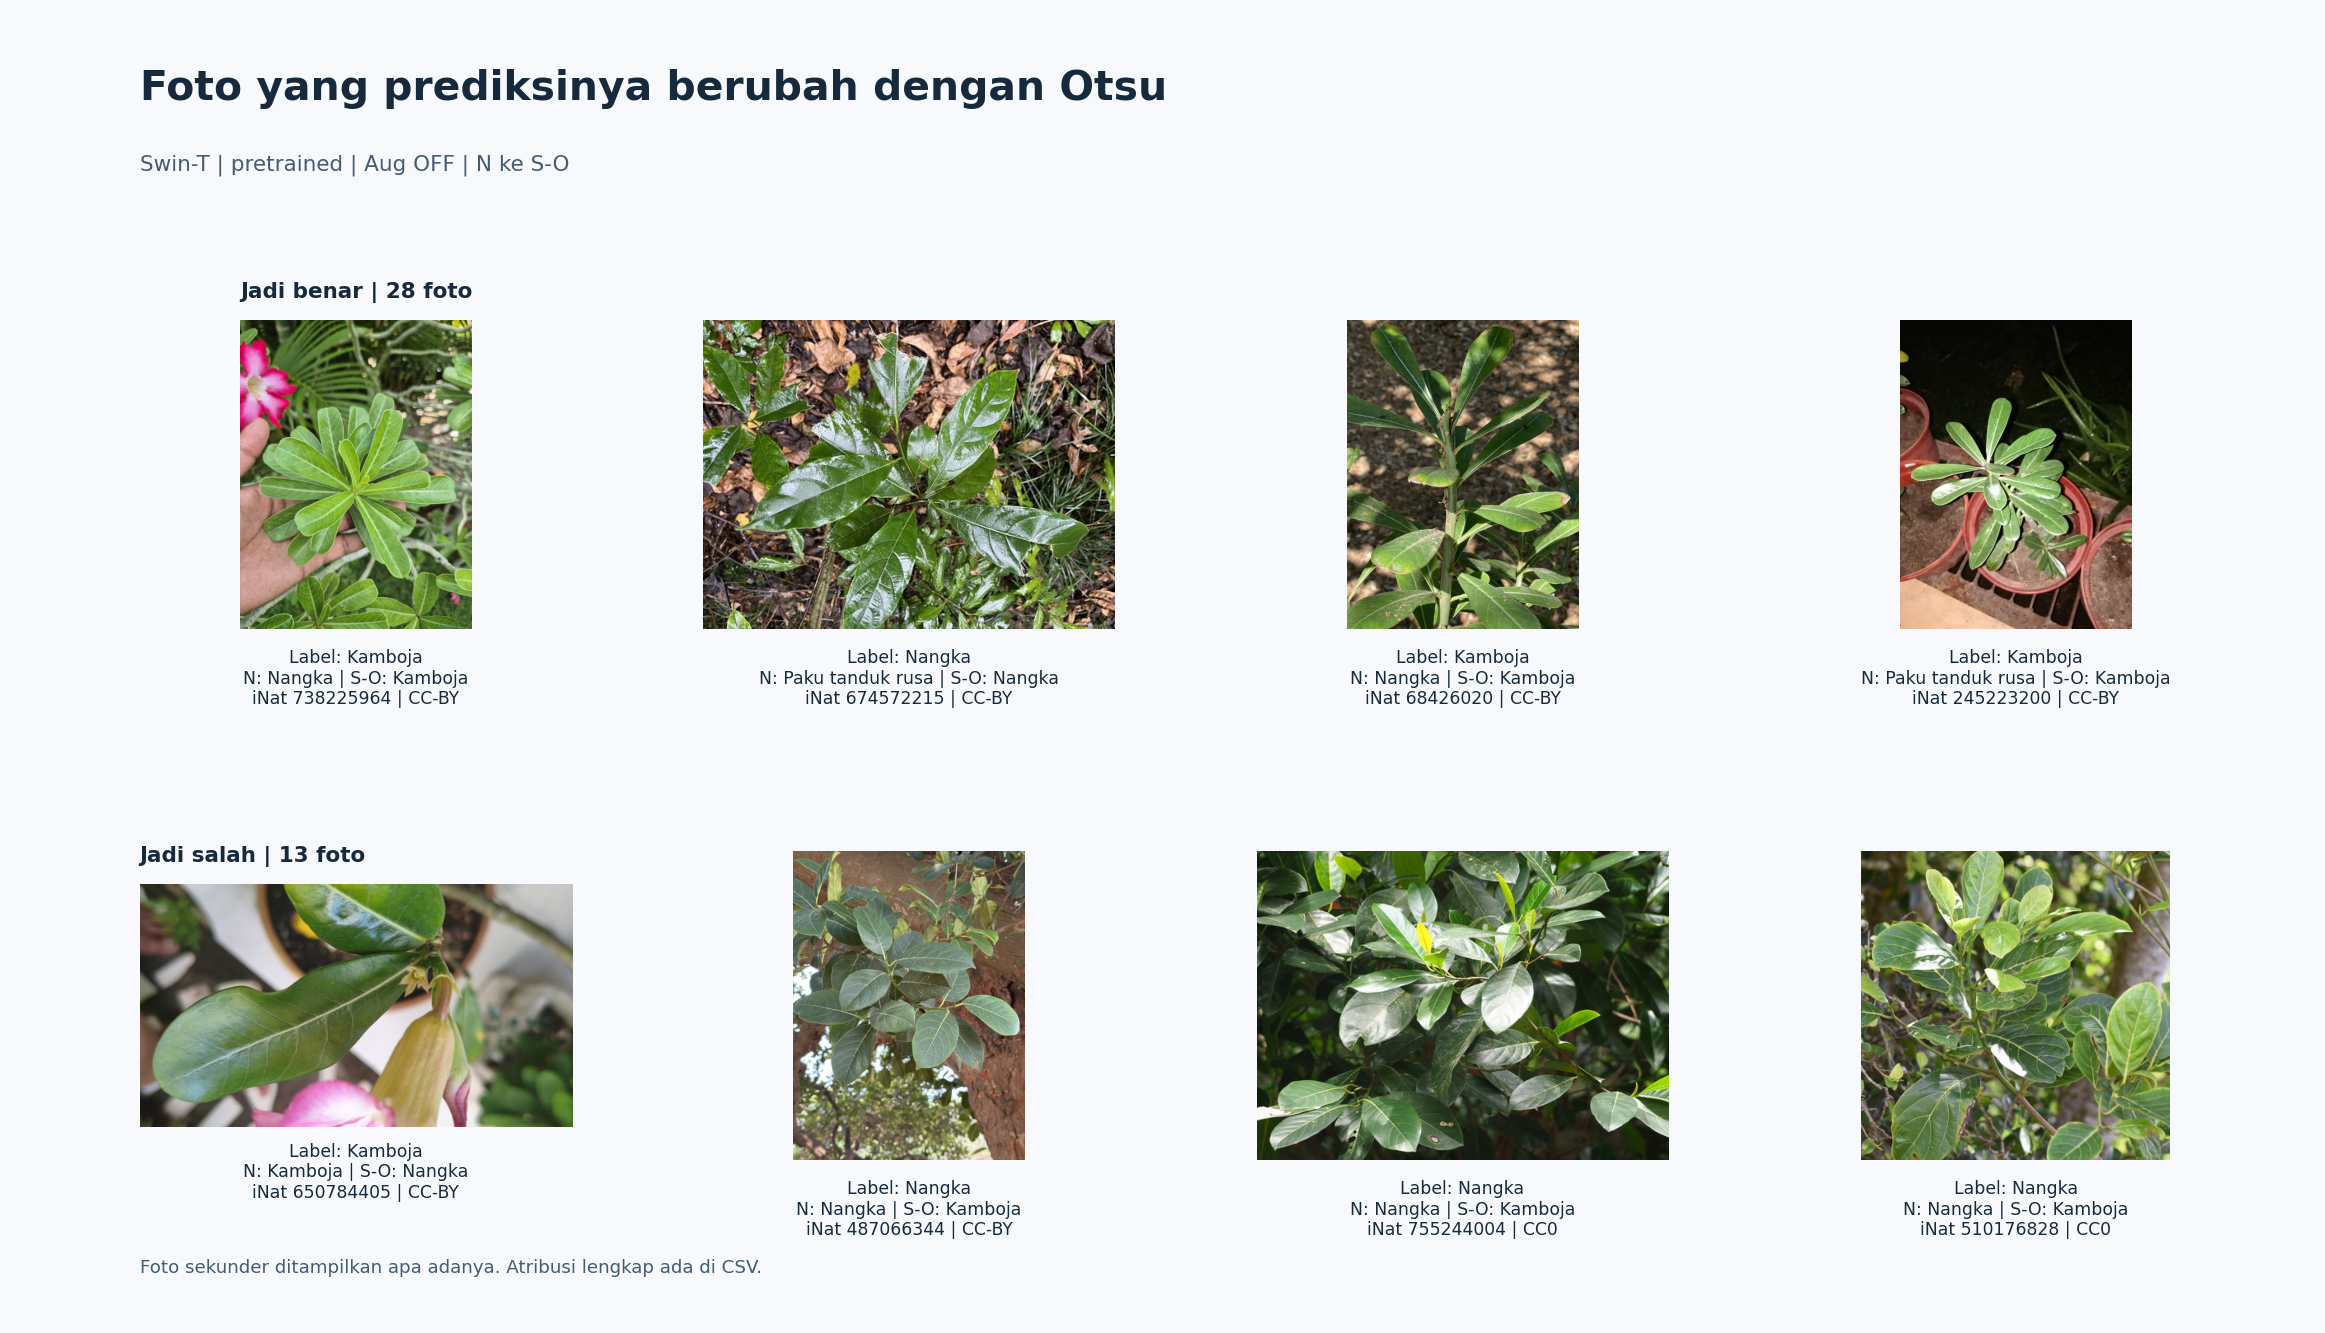 Foto yang prediksinya berubah dengan Otsu
Swin-T | pretrained | Aug OFF | N ke S-O
Jadi benar | 28 foto
Label: Kamboja
N: Nangka | S-O: Kamboja
iNat 738225964 | CC-BY
Label: Nangka
N: Paku tanduk rusa | S-O: Nangka
iNat 674572215 | CC-BY
Label: Kamboja
N: Nangka | S-O: Kamboja
iNat 68426020 | CC-BY
Label: Kamboja
N: Paku tanduk rusa | S-O: Kamboja
iNat 245223200 | CC-BY
Jadi salah | 13 foto
Label: Kamboja
N: Kamboja | S-O: Nangka
iNat 650784405 | CC-BY
Label: Nangka
N: Nangka | S-O: Kamboja
iNat 487066344 | CC-BY
Label: Nangka
N: Nangka | S-O: Kamboja
iNat 755244004 | CC0
Label: Nangka
N: Nangka | S-O: Kamboja
iNat 510176828 | CC0
Foto sekunder ditampilkan apa adanya. Atribusi lengkap ada di CSV.